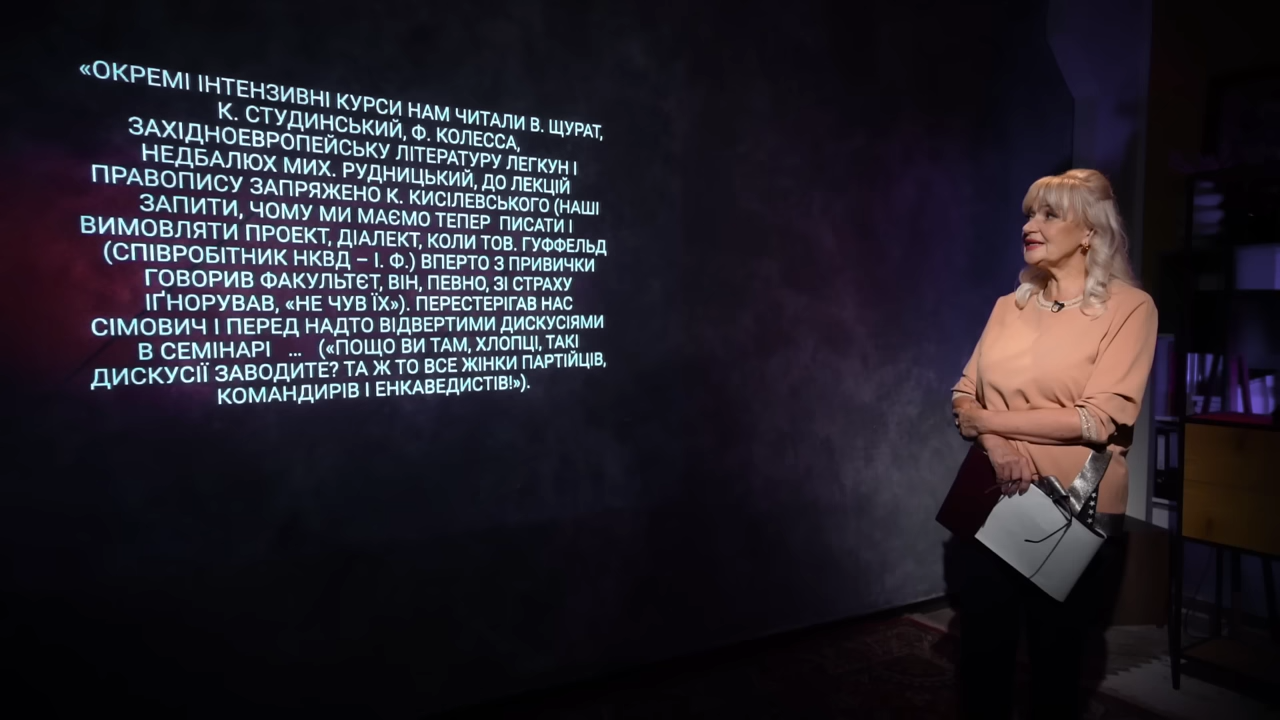 «ОКРЕМІ ІНТЕНЗИВНІ КУРСИ НАМ ЧИТАЛИ В. ЩУРАТ,
К. СТУДИНСЬКИЙ, Ф. КОЛЕССА,
ЗАХІДНОЕВРОПЕЙСЬКУ ЛІТЕРАТУРУ ЛЕГКУН І
НЕДБАЛЮХ МИХ. РУДНИЦЬКИЙ, ДО ЛЕКЦІЙ
ПРАВОПИСУ ЗАПРЯЖЕНО К. КИСІЛЕВСЬКОГО (НАШІ
ЗАПИТИ, ЧОМУ МИ МАЄМО ТЕПЕР ПИСАТИ І
ВИМОВЛЯТИ ПРОЕКТ, ДІАЛЕКТ, КОЛИ ТОВ. ГУФФЕЛЬД
(СПІВРОБІТНИК НКВД – І. Ф.) ВПЕРТО З ПРИВИЧКИ
ГОВОРИВ ФАКУЛЬТЄТ, ВІН, ПЕВНО, ЗІ СТРАХУ
ІҐНОРУВАВ, «НЕ ЧУВ ЇХ»). ПЕРЕСТЕРІГАВ НАС
СІМОВИЧ І ПЕРЕД НАДТО ВІДВЕРТИМИ ДИСКУСІЯМИ
В СЕМІНАРІ ... («ПОЩО ВИ ТАМ, ХЛОПЦІ, ТАКІ
ДИСКУСІЇ ЗАВОДИТЕ? ТА Ж ТО ВСЕ ЖІНКИ ПАРТІЙЦІВ,
КОМАНДИРІВ І ЕНКАВЕДИСТІВ!»).